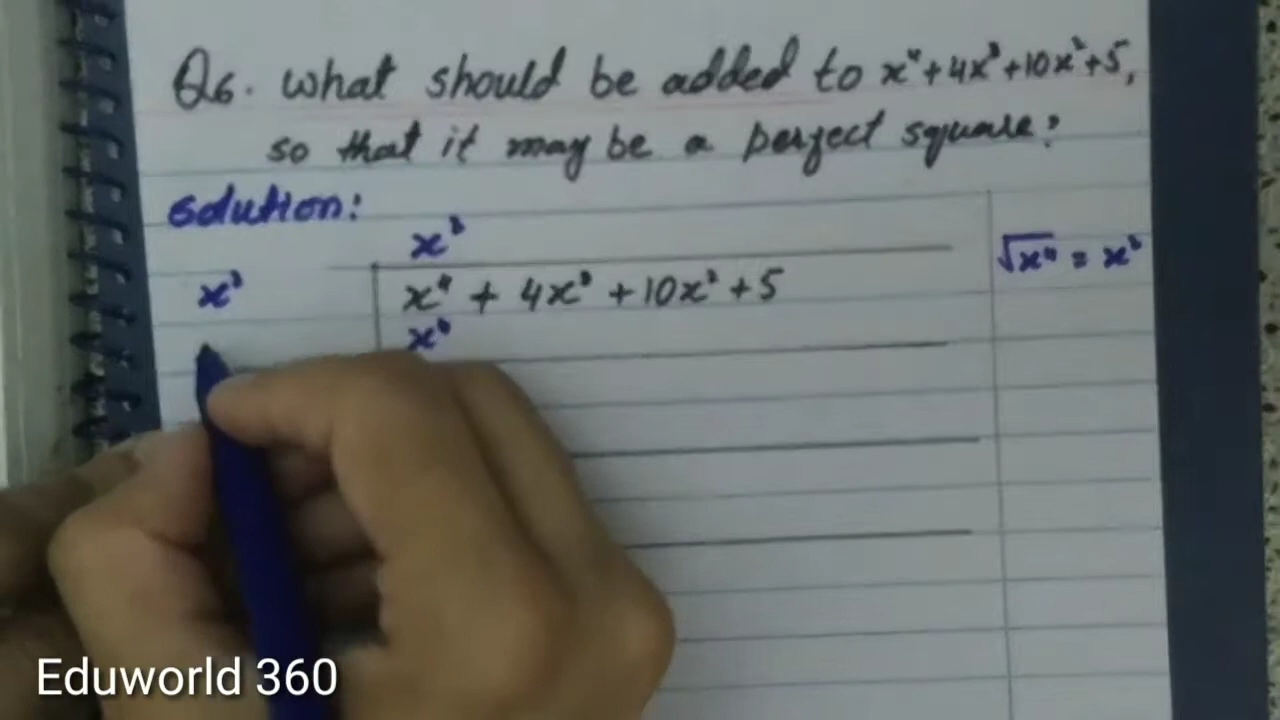 Q6. What should be added to x⁴+4x³+10x²+5,
so that it may be a perfect square?
Solution:
x²
√x⁴ = x²
x² x⁴ + 4x³ +10x² +5
x⁴
Eduworld 360